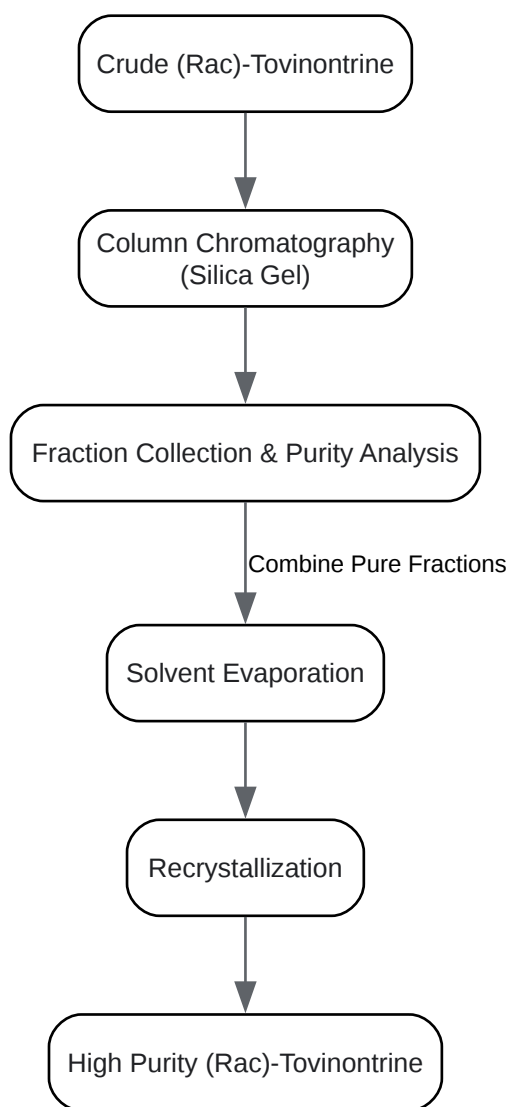 Crude (Rac)-Tovinontrine
Column Chromatography
(Silica Gel)
Fraction Collection & Purity Analysis
Combine Pure Fractions
Solvent Evaporation
Recrystallization
High Purity (Rac)-Tovinontrine